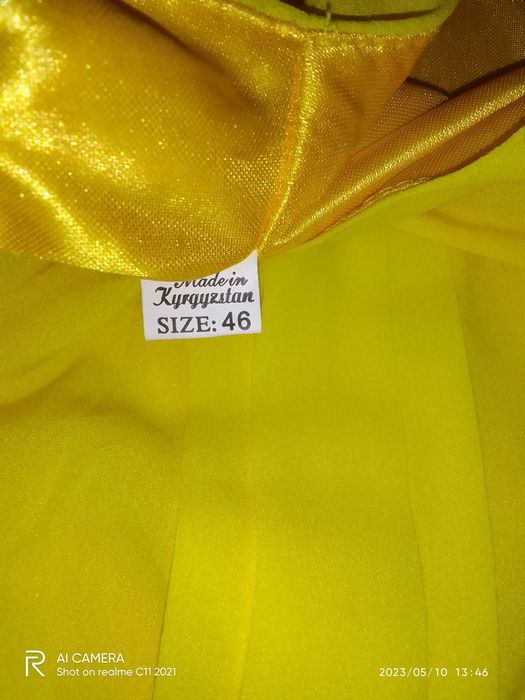 Made in
Kyrgyzstan
SIZE: 46
AI CAMERA
Shot on realme C11 2021
2023/05/10 13:46